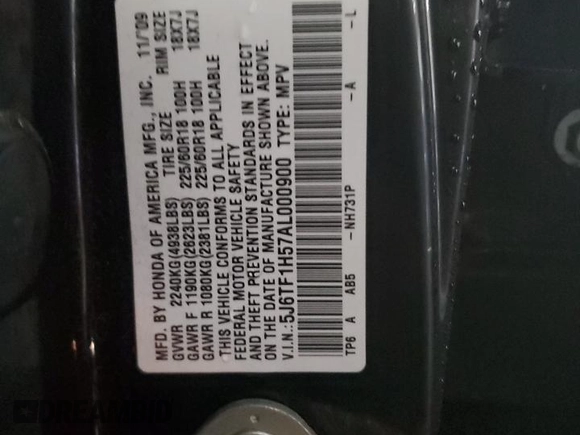 MFD. BY HONDA OF AMERICA MFG., INC. 11/09
GVWR 2240KG(4938LBS) TIRE SIZE RIM SIZE
GAWR F 1190KG(2623LBS) 225/60R18 100H 18X7J
GAWR R 1080KG(2381LBS) 225/60R18 100H 18X7J
THIS VEHICLE CONFORMS TO ALL APPLICABLE
FEDERAL MOTOR VEHICLE SAFETY
AND THEFT PREVENTION STANDARDS IN EFFECT
ON THE DATE OF MANUFACTURE SHOWN ABOVE.
V.I.N.:5J6TF1H57AL000900 TYPE: MPV
TP6 A AB5 -NH731P -A -L
DREAMBID